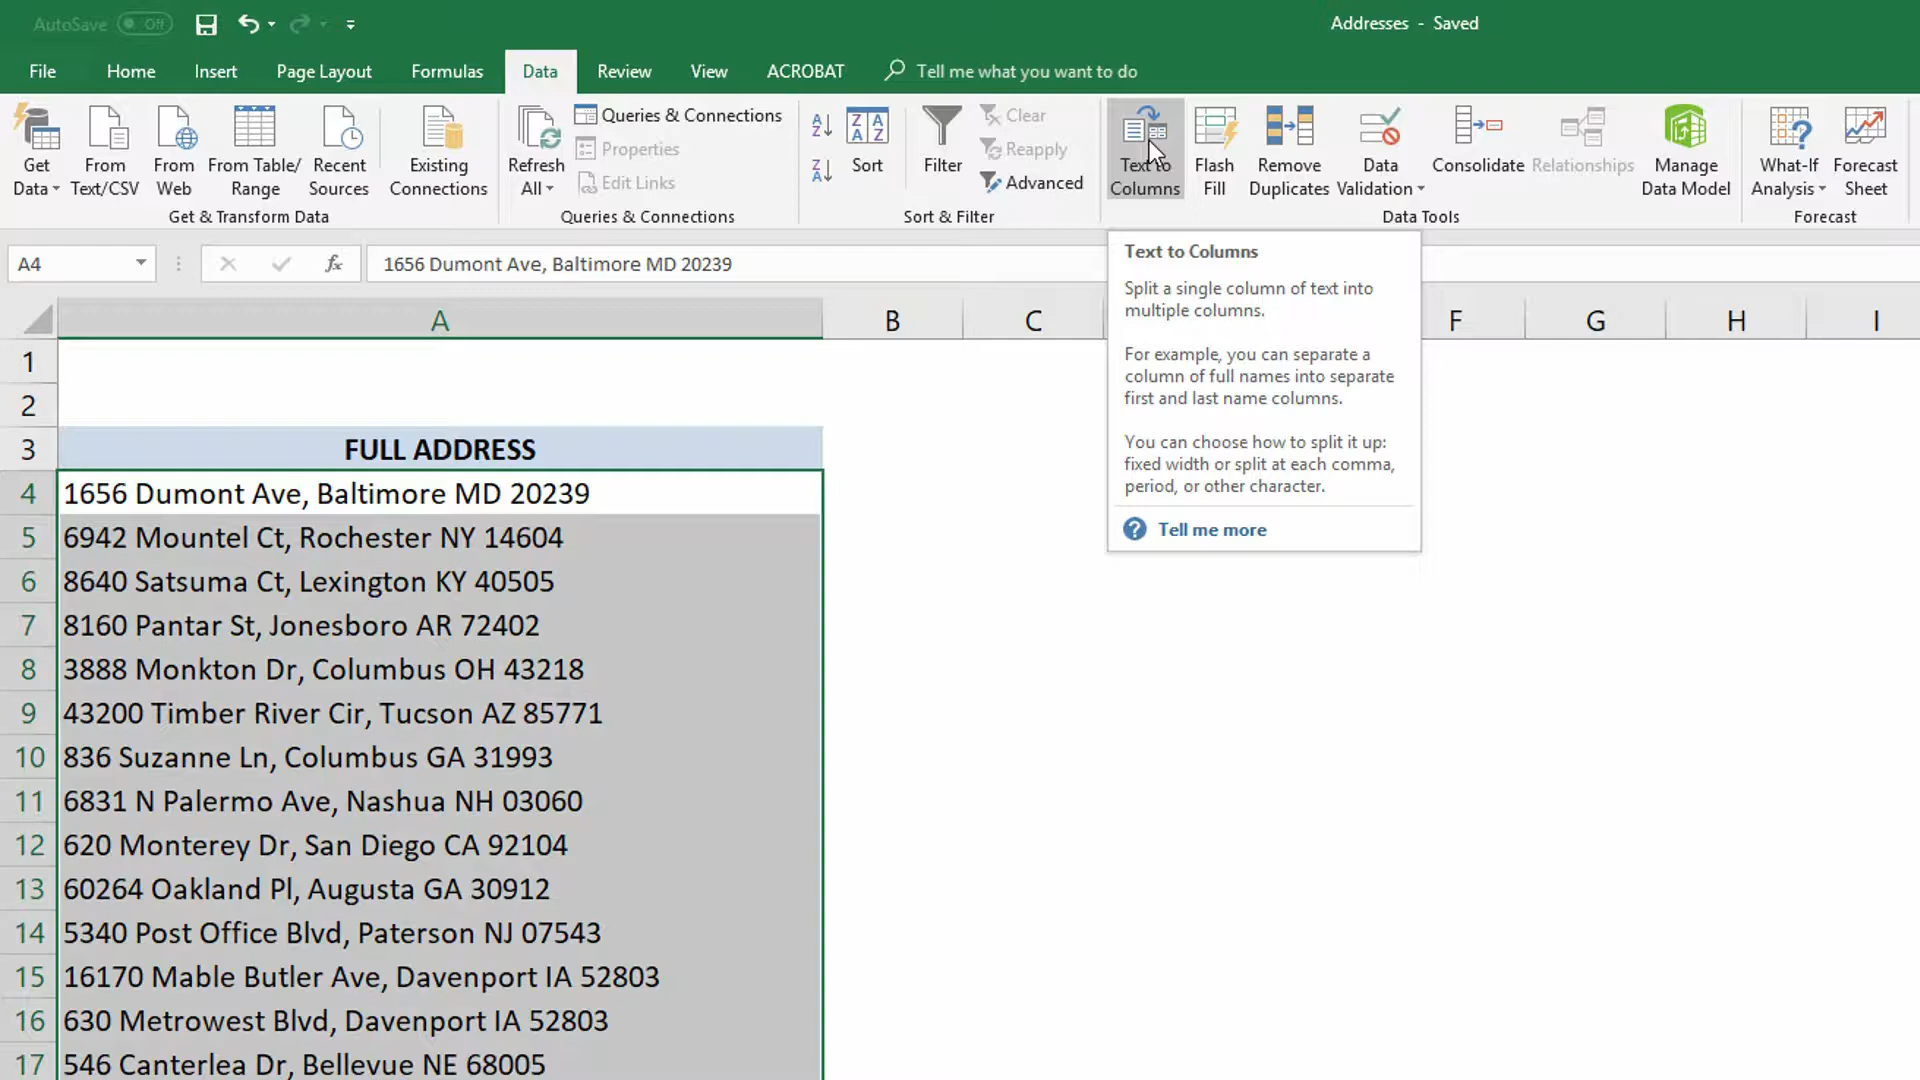 AutoSave Off
Addresses - Saved
File Home Insert Page Layout Formulas Data Review View ACROBAT Tell me what you want to do
Get Data
From Text/CSV
From Web
From Table/ Range
Recent Sources
Existing Connections
Get & Transform Data
Refresh All
Queries & Connections
Properties
Edit Links
Queries & Connections
Sort
Filter
Clear
Reapply
Advanced
Sort & Filter
Text to Columns
Flash Fill
Remove Duplicates
Data Validation
Consolidate
Relationships
Manage Data Model
Data Tools
What-If Analysis
Forecast Sheet
Forecast
A4
fx
1656 Dumont Ave, Baltimore MD 20239
Text to Columns
Split a single column of text into
multiple columns.
For example, you can separate a
column of full names into separate
first and last name columns.
You can choose how to split it up:
fixed width or split at each comma,
period, or other character.
Tell me more
A B C F G H I
1
2
3 FULL ADDRESS
4 1656 Dumont Ave, Baltimore MD 20239
5 6942 Mountel Ct, Rochester NY 14604
6 8640 Satsuma Ct, Lexington KY 40505
7 8160 Pantar St, Jonesboro AR 72402
8 3888 Monkton Dr, Columbus OH 43218
9 43200 Timber River Cir, Tucson AZ 85771
10 836 Suzanne Ln, Columbus GA 31993
11 6831 N Palermo Ave, Nashua NH 03060
12 620 Monterey Dr, San Diego CA 92104
13 60264 Oakland Pl, Augusta GA 30912
14 5340 Post Office Blvd, Paterson NJ 07543
15 16170 Mable Butler Ave, Davenport IA 52803
16 630 Metrowest Blvd, Davenport IA 52803
17 546 Canterlea Dr, Bellevue NE 68005